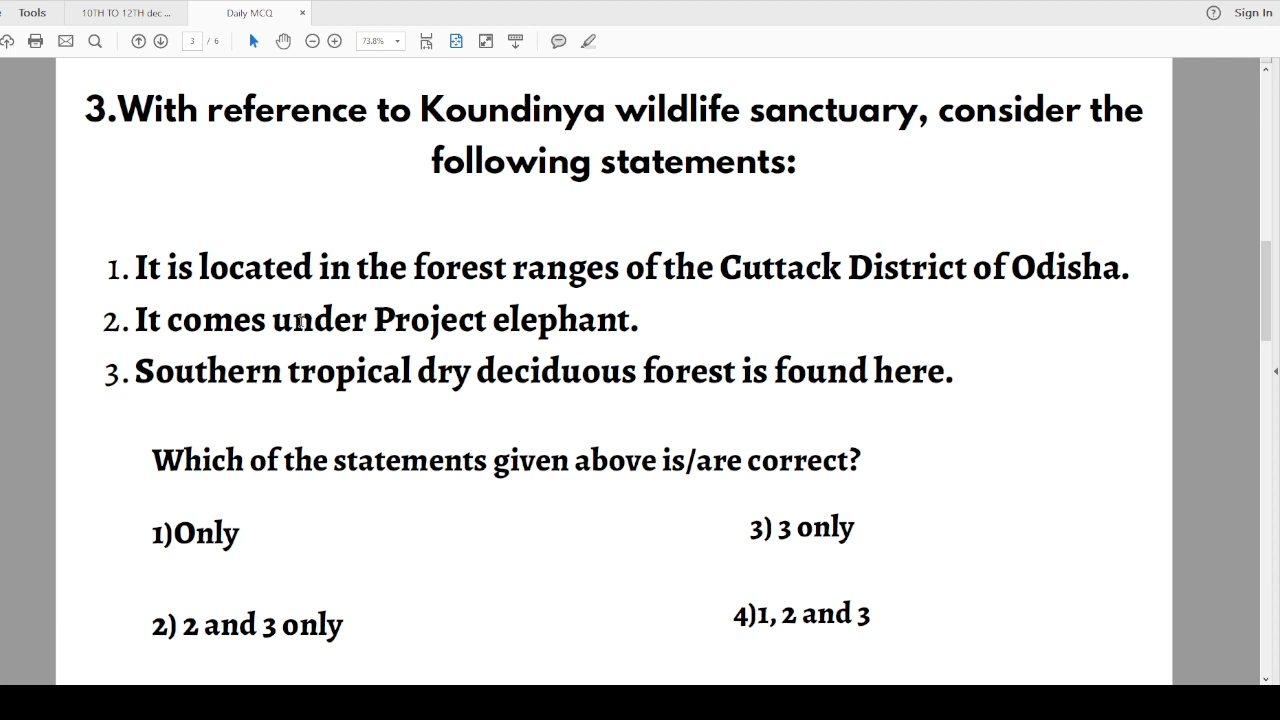 Tools
10TH TO 12TH dec ...
Daily MCQ
×
?
Sign In
3 / 6
73.8%
3.With reference to Koundinya wildlife sanctuary, consider the
following statements:
1. It is located in the forest ranges of the Cuttack District of Odisha.
2. It comes under Project elephant.
3. Southern tropical dry deciduous forest is found here.
Which of the statements given above is/are correct?
1)Only
3) 3 only
2) 2 and 3 only
4)1, 2 and 3